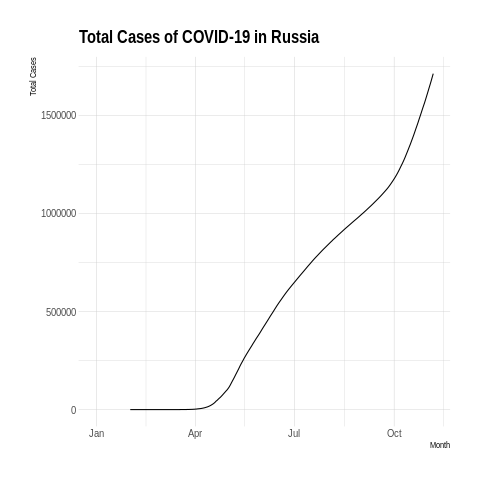 Total Cases of COVID-19 in Russia
Total Cases
1500000
1000000
500000
0
Jan Apr Jul Oct
Month